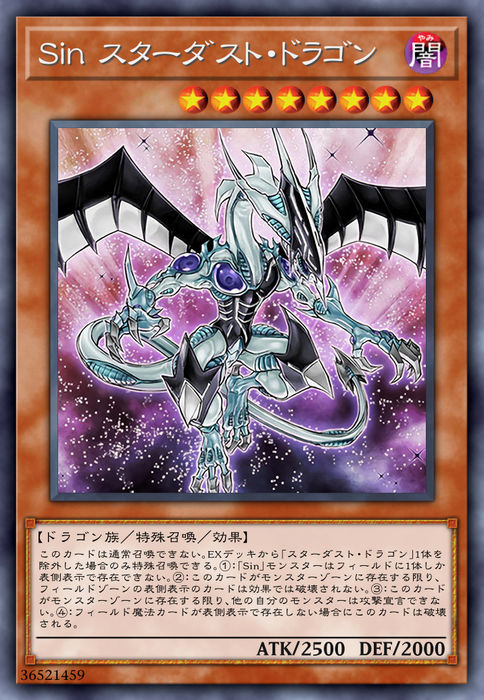 Sin スターダスト・ドラゴン
やみ
闇
【ドラゴン族／特殊召喚／効果】
このカードは通常召喚できない。EXデッキから「スターダスト・ドラゴン」1体を
除外した場合のみ特殊召喚できる。①:「Sin」モンスターはフィールドに1体しか
表側表示で存在できない。②:このカードがモンスターゾーンに存在する限り、
フィールドゾーンの表側表示のカードは効果では破壊されない。③:このカード
がモンスターゾーンに存在する限り、他の自分のモンスターは攻撃宣言でき
ない。④:フィールド魔法カードが表側表示で存在しない場合にこのカードは破壊
される。
ATK/2500 DEF/2000
36521459